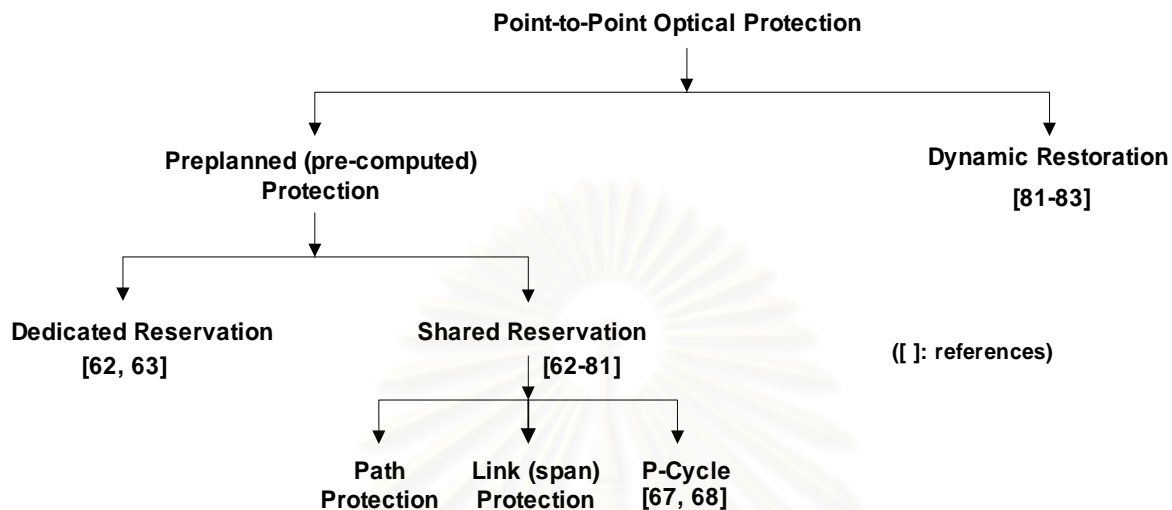 Point-to-Point Optical Protection
Preplanned (pre-computed)
Protection
Dynamic Restoration
[81-83]
Dedicated Reservation
[62, 63]
Shared Reservation
[62-81]
([ ]: references)
Path
Protection
Link (span)
Protection
P-Cycle
[67, 68]